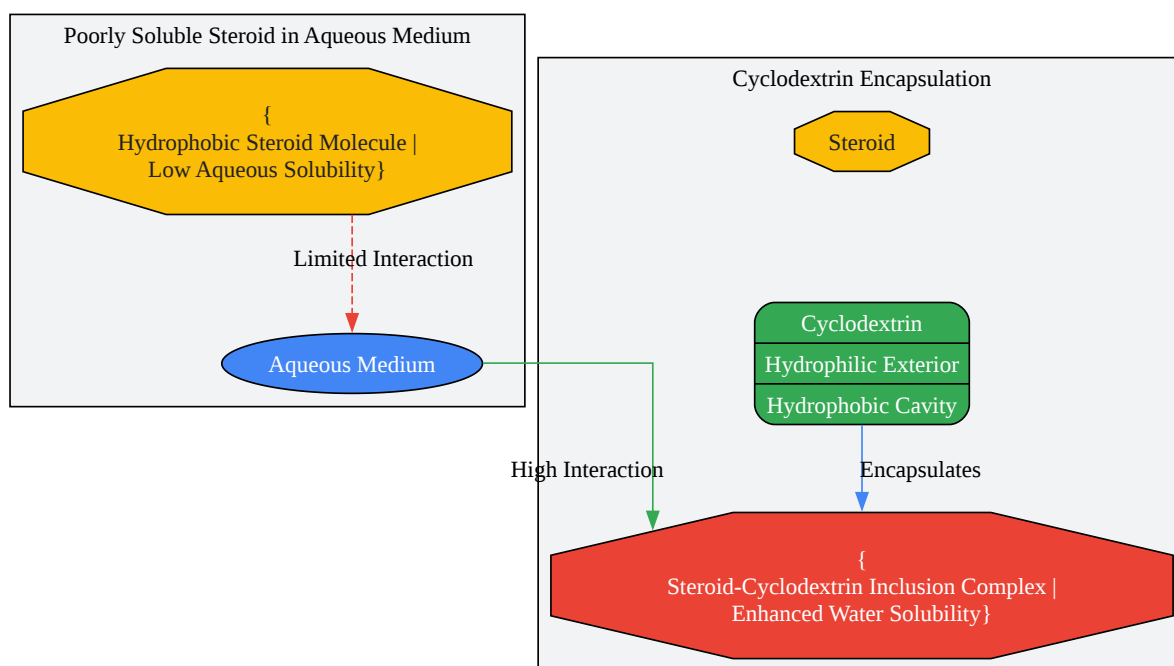 Poorly Soluble Steroid in Aqueous Medium
{
Hydrophobic Steroid Molecule |
Low Aqueous Solubility}
Limited Interaction
Aqueous Medium
Cyclodextrin Encapsulation
Steroid
Cyclodextrin
Hydrophilic Exterior
Hydrophobic Cavity
High Interaction
Encapsulates
{
Steroid-Cyclodextrin Inclusion Complex |
Enhanced Water Solubility}